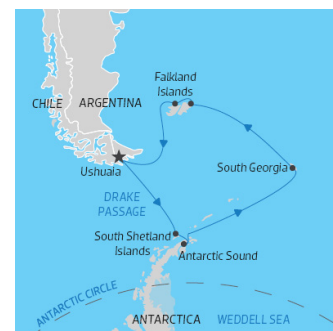 Falkland
Islands
CHILE
ARGENTINA
Ushuaia
South Georgia
DRAKE
PASSAGE
South Shetland
Islands
Antarctic Sound
ANTARCTIC CIRCLE
ANTARCTICA
WEDDELL SEA